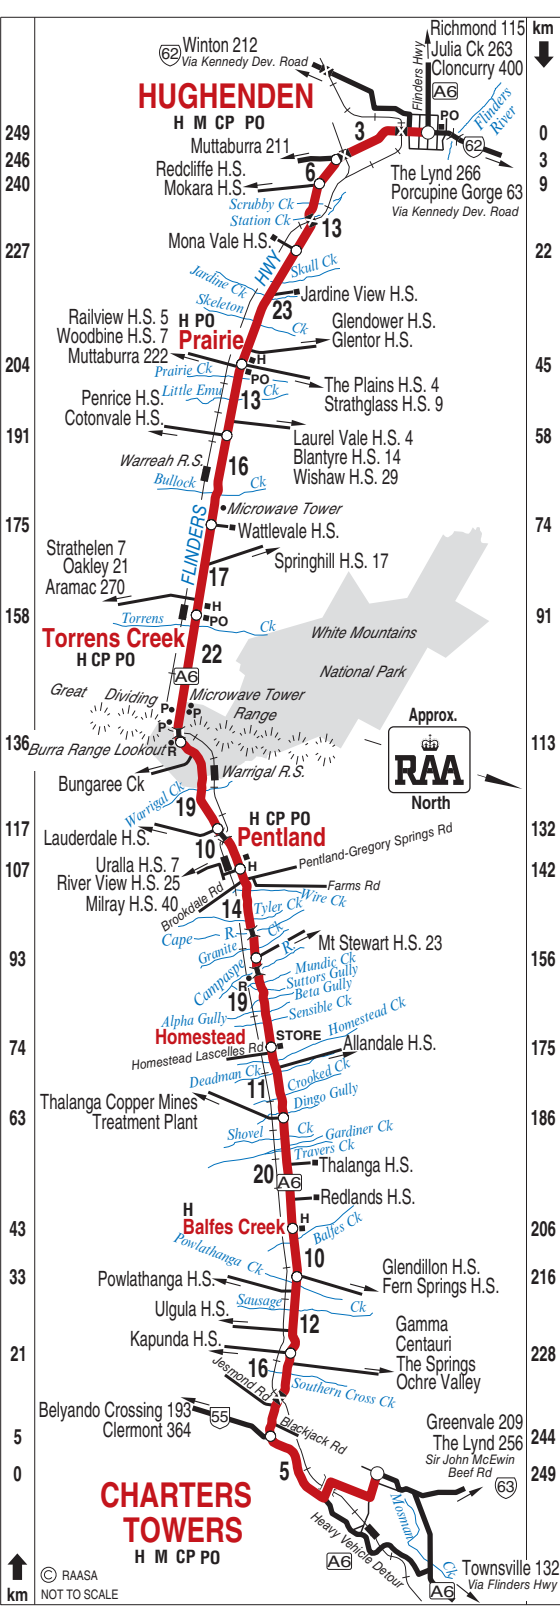 Richmond 115
km
Julia Ck 263
Cloncurry 400
62
Winton 212
Via Kennedy Dev. Road
Flinders Hwy
A6
HUGHENDEN
H M CP PO
PO
Flinders
River
249
3
0
246
Muttaburra 211
62
3
240
Redcliffe H.S.
Mokara H.S.
6
The Lynd 266
Porcupine Gorge 63
Via Kennedy Dev. Road
9
Scrubby Ck
Station Ck
13
227
Mona Vale H.S.
22
HWY
Skull Ck
Jardine Ck
Skeleton
Ck
23
Jardine View H.S.
Railview H.S. 5
Woodbine H.S. 7
Muttaburra 222
H PO
Prairie
Glendower H.S.
Glentor H.S.
204
H
PO
45
Prairie Ck
Little Emu
Ck
13
The Plains H.S. 4
Strathglass H.S. 9
Penrice H.S.
Cotonvale H.S.
191
58
Laurel Vale H.S. 4
Blantyre H.S. 14
Wishaw H.S. 29
Warreah R.S.
16
Bullock
Ck
Microwave Tower
175
Wattlevale H.S.
74
FLINDERS
Strathelen 7
Oakley 21
Aramac 270
17
Springhill H.S. 17
158
H
PO
91
Torrens
Ck
Torrens Creek
H CP PO
22
White Mountains
National Park
A6
Great
Dividing
Range
Microwave Tower
P
P
P
R
136
Burra Range Lookout
113
Approx.
RAA
North
Bungaree Ck
Warrigal R.S.
Warrigal Ck
19
117
Lauderdale H.S.
H CP PO
Pentland
132
10
107
Uralla H.S. 7
River View H.S. 25
Milray H.S. 40
H
142
Pentland-Gregory Springs Rd
Farms Rd
Brookdale Rd
14
Wire Ck
Tyler Ck
Cape
R.
Ck
Granite
93
Mt Stewart H.S. 23
156
Campaspe
R.
Mundic Ck
Suttors Gully
Beta Gully
R
19
Sensible Ck
Alpha Gully
Homestead Ck
Homestead
STORE
74
175
Homestead Lascelles Rd
Allandale H.S.
Deadman Ck
11
Crooked Ck
Dingo Gully
Thalanga Copper Mines
Treatment Plant
63
186
Shovel
Ck
Gardiner Ck
Travers Ck
20
Thalanga H.S.
A6
Redlands H.S.
H
Balfes Creek
H
43
206
Balfes Ck
Powlathanga Ck
10
33
Powlathanga H.S.
Glendillon H.S.
Fern Springs H.S.
216
Sausage
Ck
Ulgula H.S.
12
Kapunda H.S.
21
Gamma
Centauri
The Springs
Ochre Valley
228
16
Jesmond Rd
Southern Cross Ck
Belyando Crossing 193
Clermont 364
55
Blackjack Rd
5
244
Greenvale 209
The Lynd 256
Sir John McEwin
Beef Rd
0
5
249
63
CHARTERS
TOWERS
H M CP PO
Mosman
Ck
Heavy Vehicle Detour
A6
A6
Townsville 132
Via Flinders Hwy
km
© RAASA
NOT TO SCALE